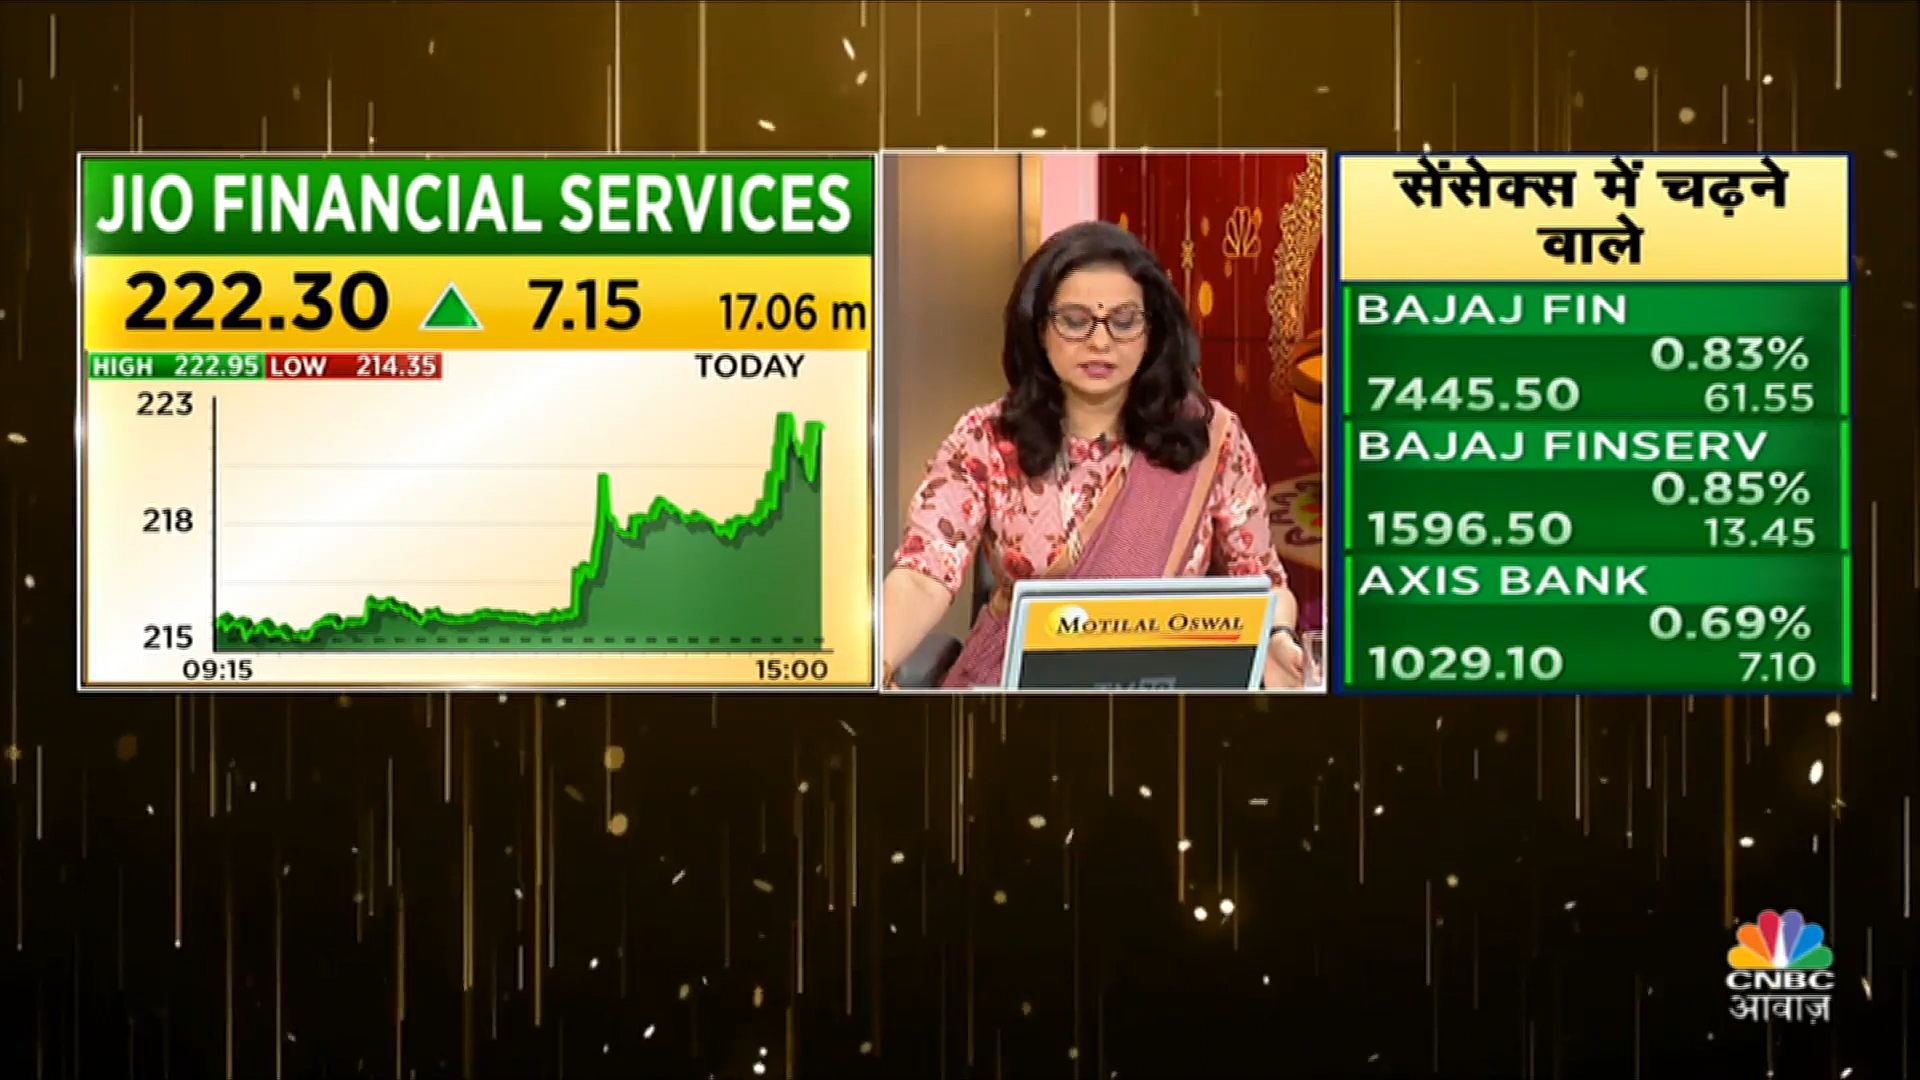 JIO FINANCIAL SERVICES
222.30 7.15 17.06 m
HIGH 222.95 LOW 214.35 TODAY
223
218
215
09:15 15:00
MOTILAL OSWAL
सेंसेक्स में चढ़ने
वाले
BAJAJ FIN
0.83%
7445.50 61.55
BAJAJ FINSERV
0.85%
1596.50 13.45
AXIS BANK
0.69%
1029.10 7.10
CNBC
आवाज़